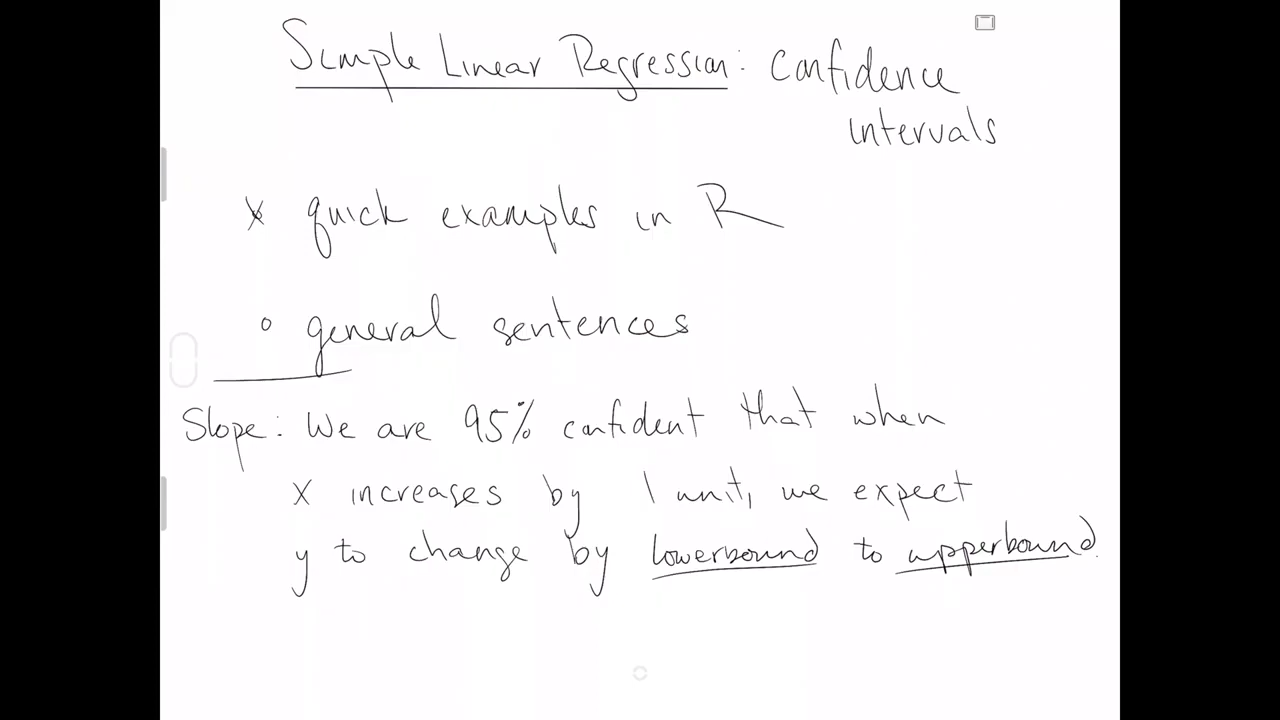 Simple Linear Regression: Confidence
intervals
x quick examples in R
o general sentences
Slope: We are 95% confident that when
x increases by 1 unit, we expect
y to change by lowerbound to upperbound.